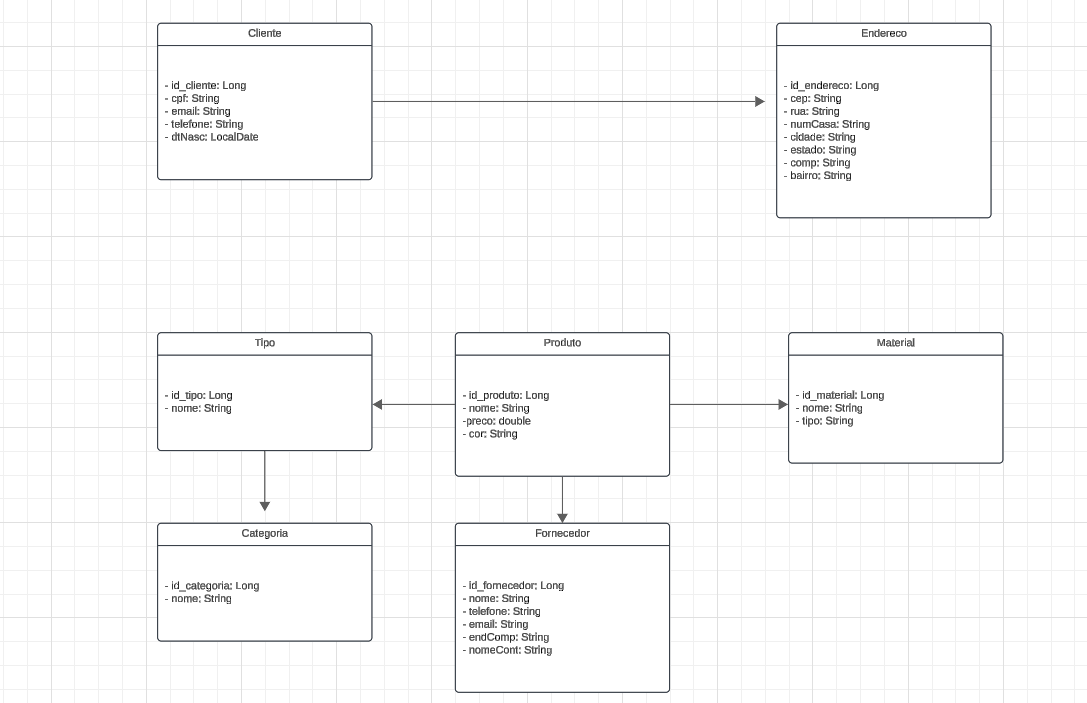 Cliente
- id_cliente: Long
- cpf: String
- email: String
- telefone: String
- dtNasc: LocalDate
Endereco
- id_endereco: Long
- cep: String
- rua: String
- numCasa: String
- cidade: String
- estado: String
- comp: String
- bairro: String
Tipo
- id_tipo: Long
- nome: String
Produto
- id_produto: Long
- nome: String
-preco: double
- cor: String
Material
- id_material: Long
- nome: String
- tipo: String
Categoria
- id_categoria: Long
- nome: String
Fornecedor
- id_fornecedor: Long
- nome: String
- telefone: String
- email: String
- endComp: String
- nomeCont: String